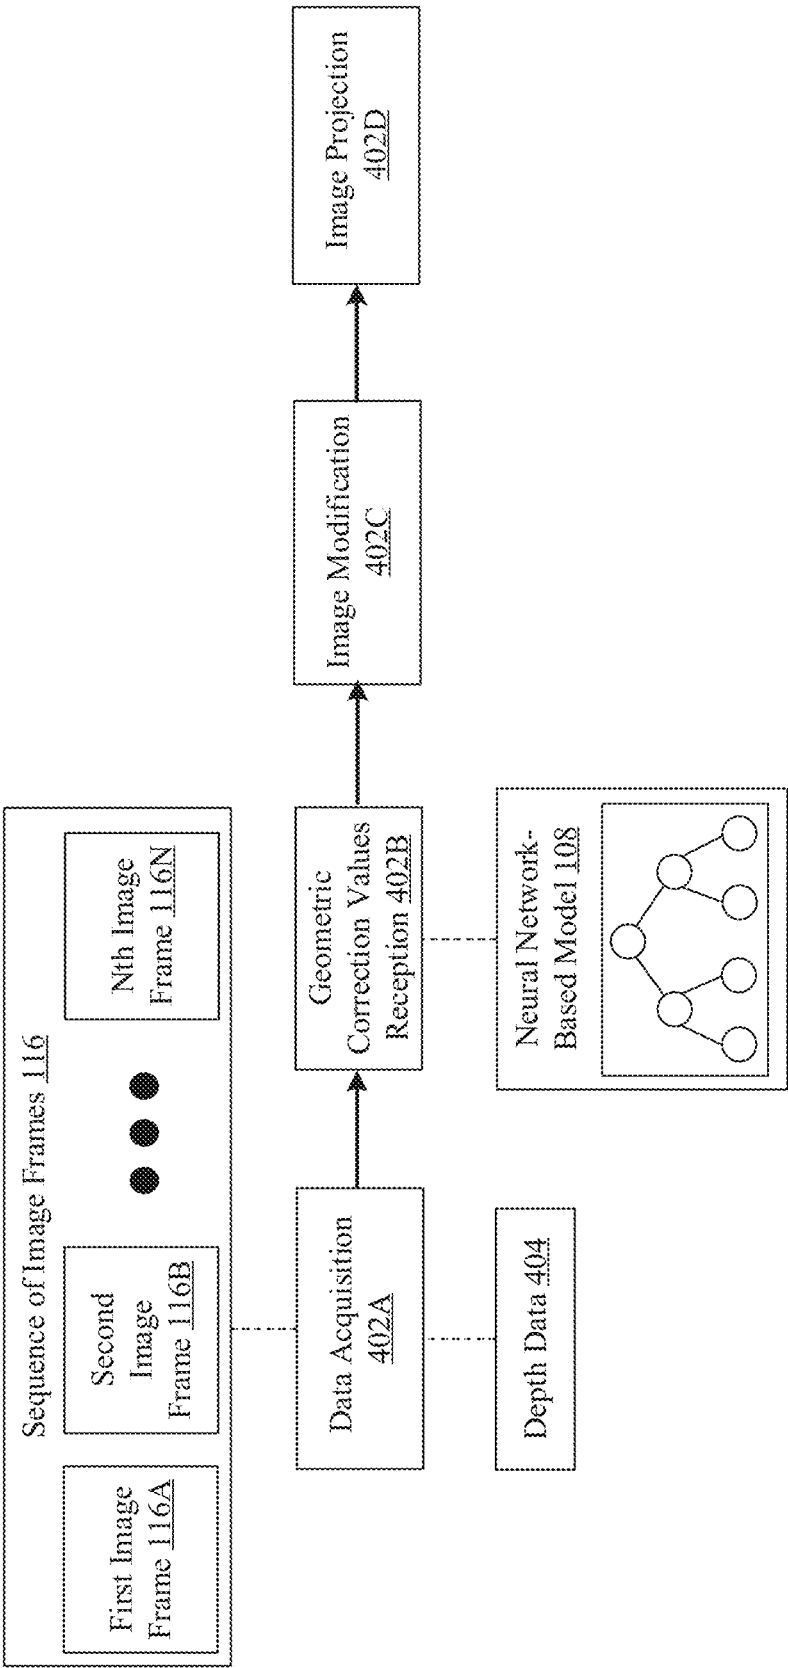 Sequence of Image Frames 116
First Image
Frame 116A
Second
Image
Frame 116B
Nth Image
Frame 116N
Data Acquisition
402A
Geometric
Correction Values
Reception 402B
Image Modification
402C
Image Projection
402D
Depth Data 404
Neural Network-
Based Model 108